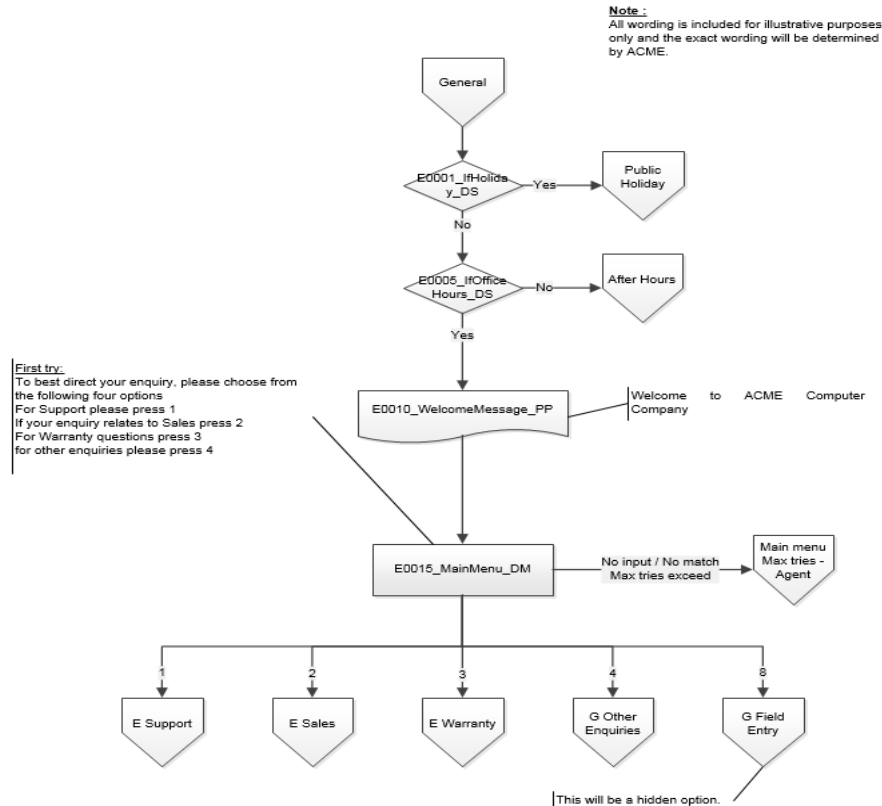 Note :
All wording is included for illustrative purposes
only and the exact wording will be determined
by ACME.
General
E0001_IfHolida
y_DS
Yes
Public
Holiday
No
E0005_IfOffice
Hours_DS
No
After Hours
Yes
First try:
To best direct your enquiry, please choose from
the following four options
For Support please press 1
If your enquiry relates to Sales press 2
For Warranty questions press 3
for other enquiries please press 4
E0010_WelcomeMessage_PP
Welcome to ACME Computer
Company
E0015_MainMenu_DM
No input / No match
Max tries exceed
Main menu
Max tries -
Agent
1
2
3
4
8
E Support
E Sales
E Warranty
G Other
Enquiries
G Field
Entry
This will be a hidden option.